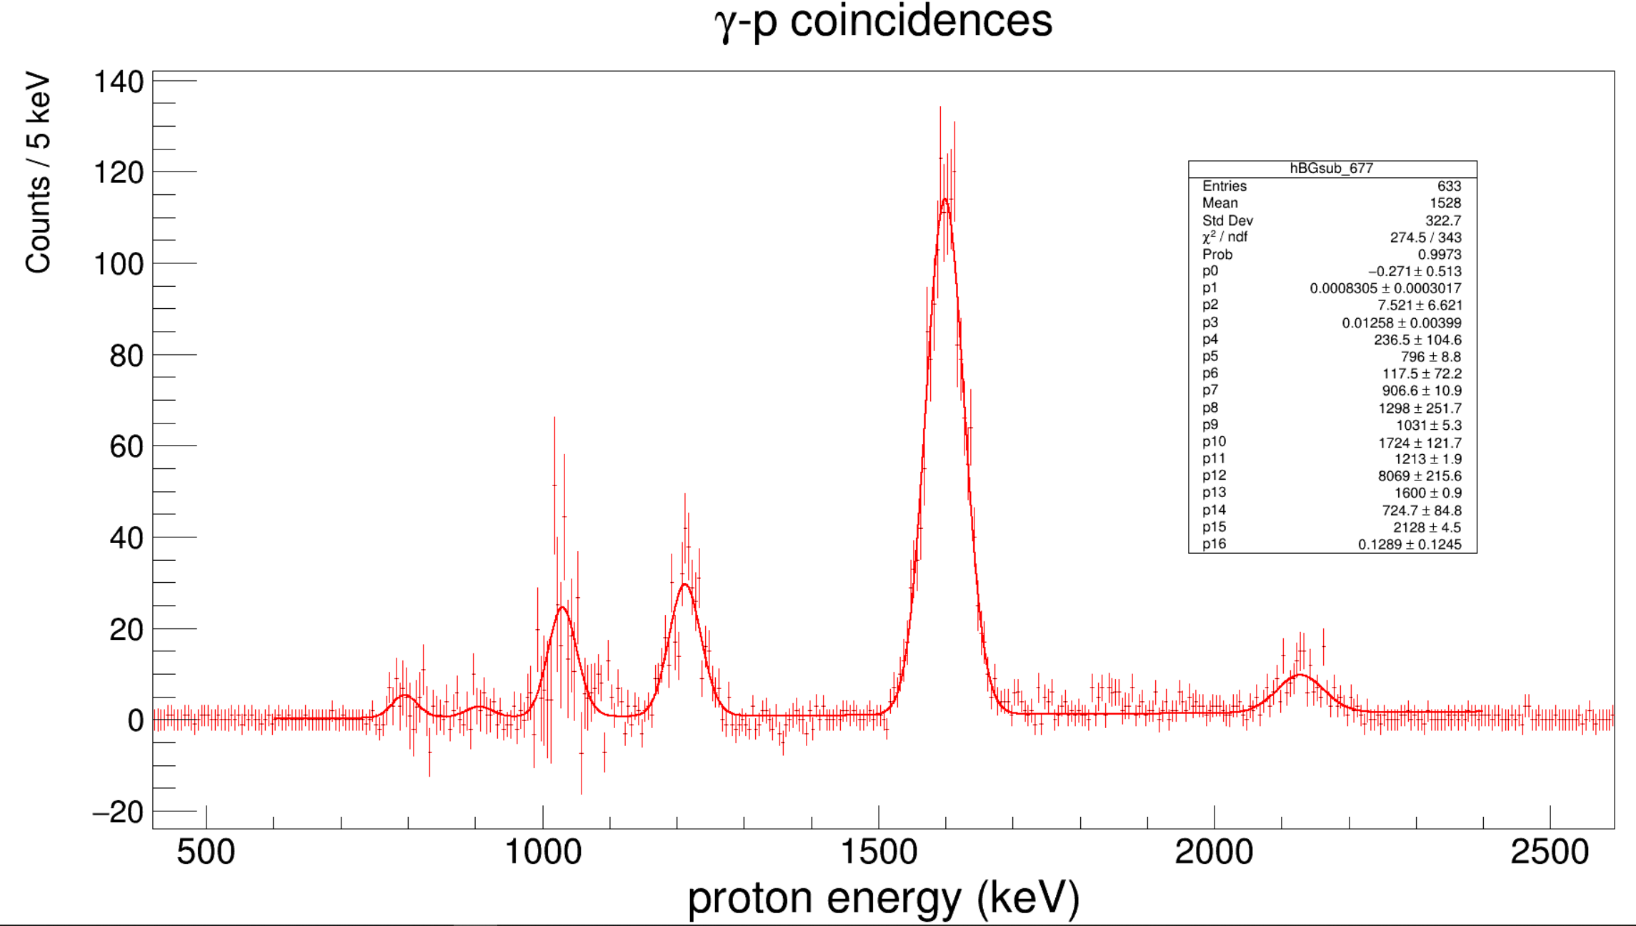 γ-p coincidences
Counts / 5 keV
140
120
100
80
60
40
20
0
−20
hBGsub_677
Entries 633
Mean 1528
Std Dev 322.7
χ² / ndf 274.5 / 343
Prob 0.9973
p0 −0.271 ± 0.513
p1 0.0008305 ± 0.0003017
p2 7.521 ± 6.621
p3 0.01258 ± 0.00399
p4 236.5 ± 104.6
p5 796 ± 8.8
p6 117.5 ± 72.2
p7 906.6 ± 10.9
p8 1298 ± 251.7
p9 1031 ± 5.3
p10 1724 ± 121.7
p11 1213 ± 1.9
p12 8069 ± 215.6
p13 1600 ± 0.9
p14 724.7 ± 84.8
p15 2128 ± 4.5
p16 0.1289 ± 0.1245
500 1000 1500 2000 2500
proton energy (keV)